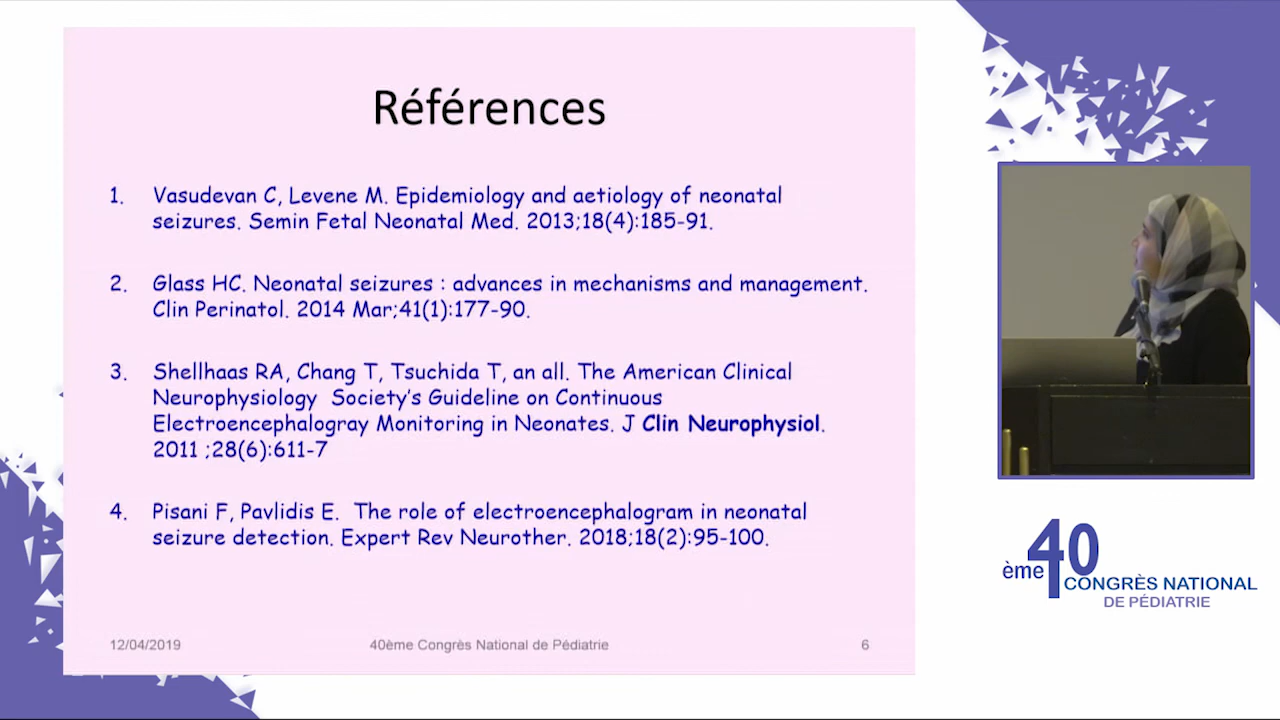 Références
1. Vasudevan C, Levene M. Epidemiology and aetiology of neonatal
seizures. Semin Fetal Neonatal Med. 2013;18(4):185-91.
2. Glass HC. Neonatal seizures : advances in mechanisms and management.
Clin Perinatol. 2014 Mar;41(1):177-90.
3. Shellhaas RA, Chang T, Tsuchida T, an all. The American Clinical
Neurophysiology Society's Guideline on Continuous
Electroencephalogray Monitoring in Neonates. J Clin Neurophysiol.
2011 ;28(6):611-7
4. Pisani F, Pavlidis E. The role of electroencephalogram in neonatal
seizure detection. Expert Rev Neurother. 2018;18(2):95-100.
12/04/2019 40ème Congrès National de Pédiatrie 6
ème 40
CONGRÈS NATIONAL
DE PÉDIATRIE